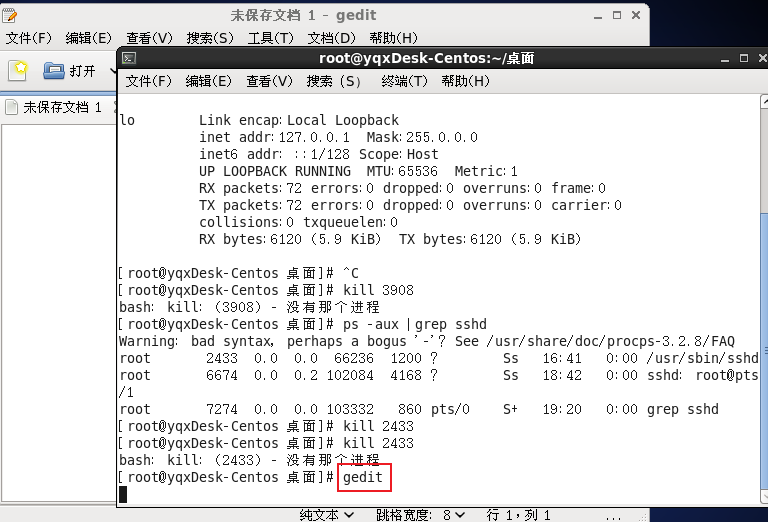 未保存文档 1 - gedit
文件(F) 编辑(E) 查看(V) 搜索(S) 工具(T) 文档(D) 帮助(H)
打开
未保存文档 1
root@yqxDesk-Centos:~/桌面
文件(F) 编辑(E) 查看(V) 搜索 (S) 终端(T) 帮助(H)
lo Link encap:Local Loopback
inet addr:127.0.0.1 Mask:255.0.0.0
inet6 addr: ::1/128 Scope:Host
UP LOOPBACK RUNNING MTU:65536 Metric:1
RX packets:72 errors:0 dropped:0 overruns:0 frame:0
TX packets:72 errors:0 dropped:0 overruns:0 carrier:0
collisions:0 txqueuelen:0
RX bytes:6120 (5.9 KiB) TX bytes:6120 (5.9 KiB)
[root@yqxDesk-Centos 桌面]# ^C
[root@yqxDesk-Centos 桌面]# kill 3908
bash: kill: (3908) - 没有那个进程
[root@yqxDesk-Centos 桌面]# ps -aux |grep sshd
Warning: bad syntax, perhaps a bogus '-'? See /usr/share/doc/procps-3.2.8/FAQ
root 2433 0.0 0.0 66236 1200 ? Ss 16:41 0:00 /usr/sbin/sshd
root 6674 0.0 0.2 102084 4168 ? Ss 18:42 0:00 sshd: root@pts
/1
root 7274 0.0 0.0 103332 860 pts/0 S+ 19:20 0:00 grep sshd
[root@yqxDesk-Centos 桌面]# kill 2433
[root@yqxDesk-Centos 桌面]# kill 2433
bash: kill: (2433) - 没有那个进程
[root@yqxDesk-Centos 桌面]# gedit
纯文本 跳格宽度: 8 行 1，列 1 ...